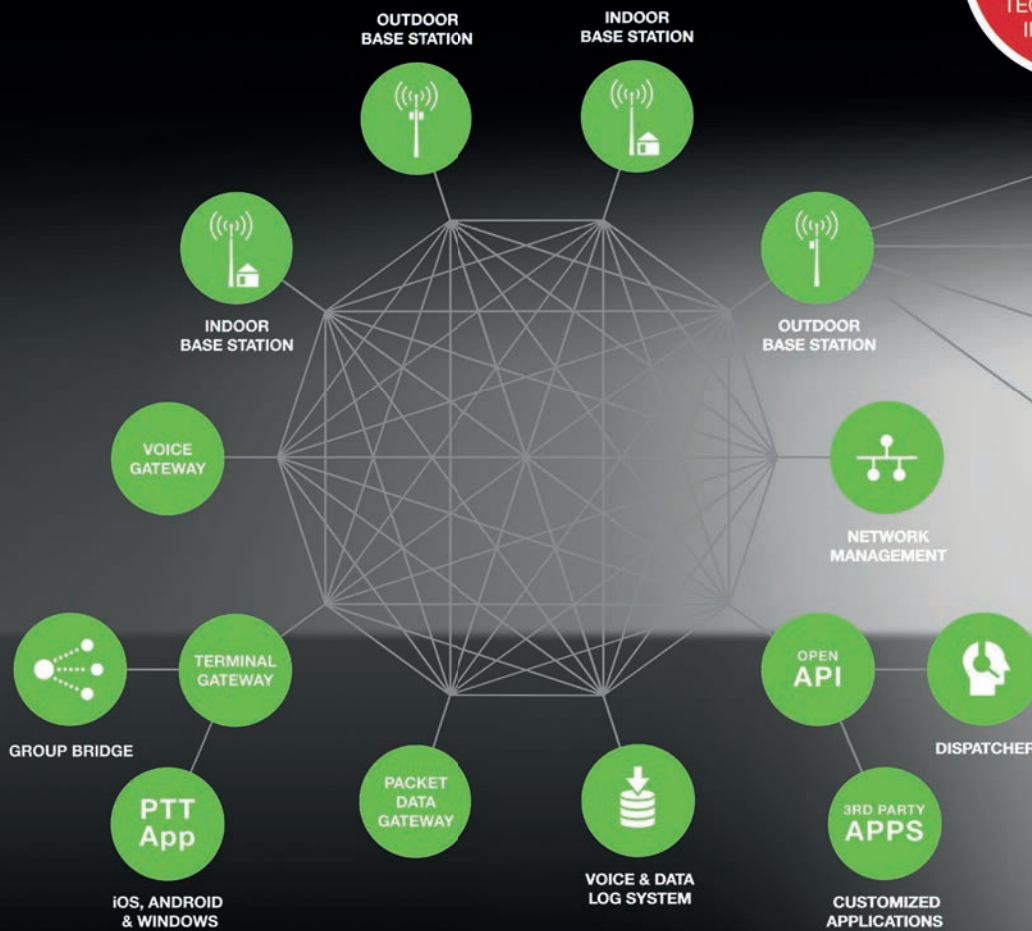 OUTDOOR
BASE STATION
INDOOR
BASE STATION
INDOOR
BASE STATION
OUTDOOR
BASE STATION
VOICE
GATEWAY
NETWORK
MANAGEMENT
TERMINAL
GATEWAY
GROUP BRIDGE
OPEN
API
DISPATCHER
PTT
App
iOS, ANDROID
& WINDOWS
PACKET
DATA
GATEWAY
VOICE & DATA
LOG SYSTEM
3RD PARTY
APPS
CUSTOMIZED
APPLICATIONS